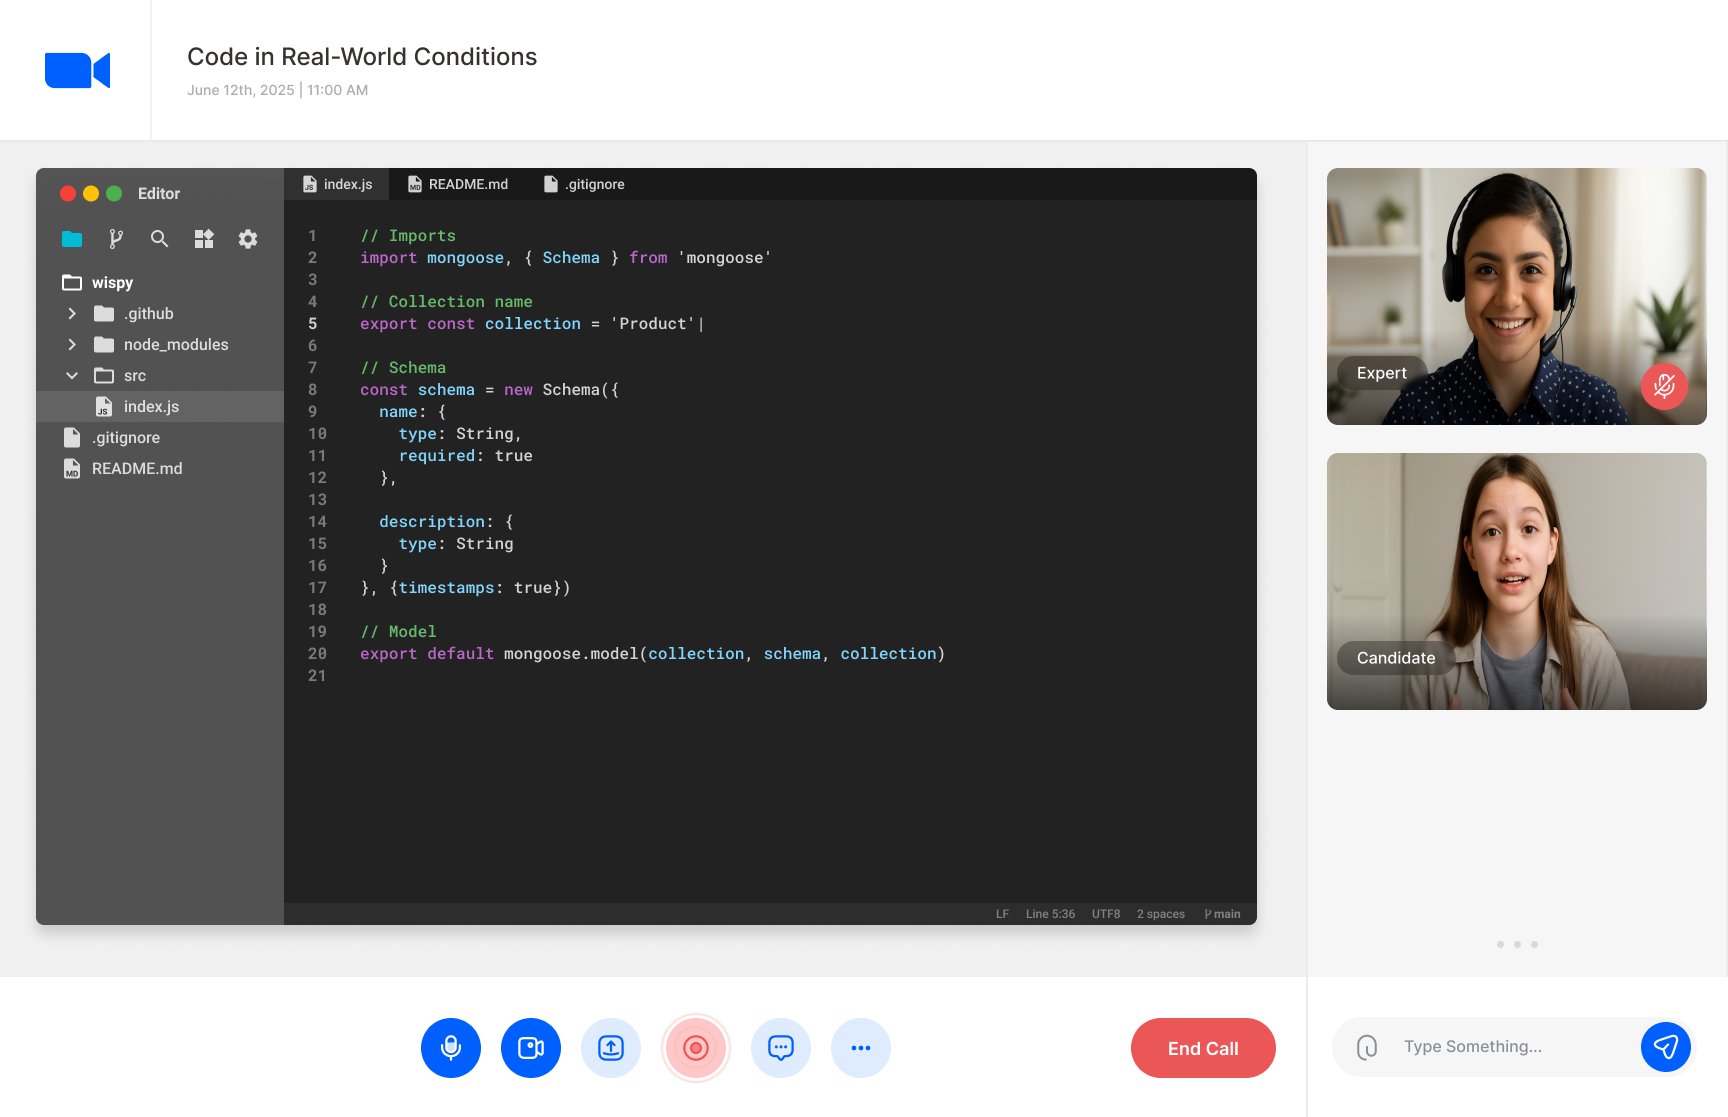 Code in Real-World Conditions
June 12th, 2025 | 11:00 AM
Editor
wispy
.github
node_modules
src
index.js
.gitignore
README.md
index.js
README.md
.gitignore
1 // Imports
2 import mongoose, { Schema } from 'mongoose'
3
4 // Collection name
5 export const collection = 'Product'|
6
7 // Schema
8 const schema = new Schema({
9 name: {
10 type: String,
11 required: true
12 },
13
14 description: {
15 type: String
16 }
17 }, {timestamps: true})
18
19 // Model
20 export default mongoose.model(collection, schema, collection)
21
LF Line 5:36 UTF8 2 spaces main
Expert
Candidate
End Call
Type Something...